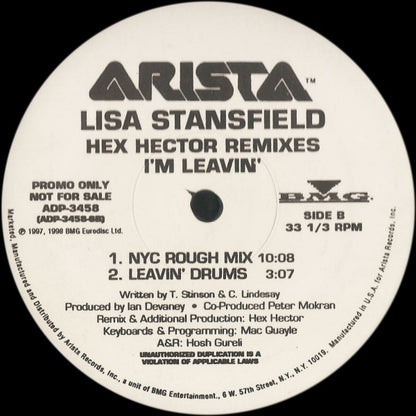 ARISTA™
LISA STANSFIELD
HEX HECTOR REMIXES
I'M LEAVIN'
PROMO ONLY
NOT FOR SALE
ADP-3458
(ADP-3458-SB)
℗ 1997, 1998 BMG Eurodisc Ltd.
BMG
SIDE B
33 1/3 RPM
1. NYC ROUGH MIX 10:08
2. LEAVIN' DRUMS 3:07
Written by T. Stinson & C. Lindesay
Produced by Ian Devaney • Co-Produced Peter Mokran
Remix & Additional Production: Hex Hector
Keyboards & Programming: Mac Quayle
A&R: Hosh Gureli
UNAUTHORIZED DUPLICATION IS A
VIOLATION OF APPLICABLE LAWS
Marketed, Manufactured and Distributed by Arista Records, Inc., a unit of BMG Entertainment., 6 W. 57th Street, N.Y., N.Y. 10019. Manufactured in U.S.A. for Arista Records, Inc.